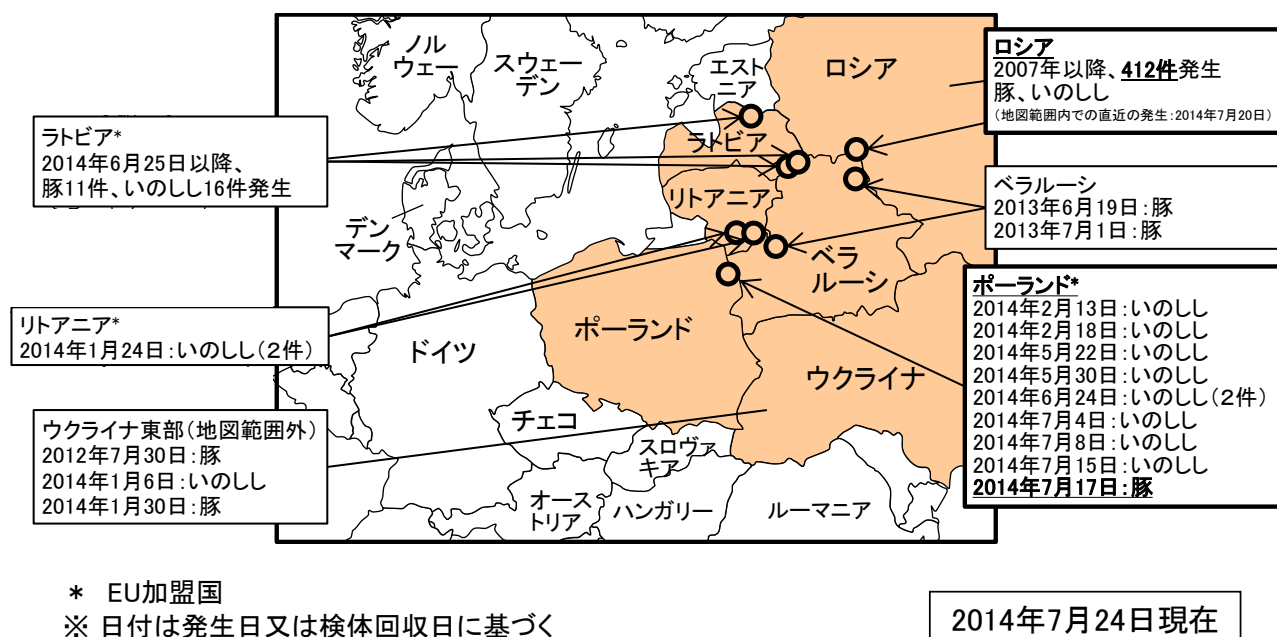 ノル
ウェー
スウェー
デン
エスト
ニア
ロシア
ロシア
2007年以降、412件発生
豚、いのしし
(地図範囲内での直近の発生:2014年7月20日)
ラトビア*
2014年6月25日以降、
豚11件、いのしし16件発生
ラトビア
リトアニア
ベラルーシ
2013年6月19日:豚
2013年7月1日:豚
デン
マーク
ベラ
ルーシ
ポーランド*
2014年2月13日:いのしし
2014年2月18日:いのしし
2014年5月22日:いのしし
2014年5月30日:いのしし
2014年6月24日:いのしし(2件)
2014年7月4日:いのしし
2014年7月8日:いのしし
2014年7月15日:いのしし
2014年7月17日:豚
リトアニア*
2014年1月24日:いのしし(2件)
ドイツ
ポーランド
ウクライナ
ウクライナ東部(地図範囲外)
2012年7月30日:豚
2014年1月6日:いのしし
2014年1月30日:豚
チェコ
スロヴァ
キア
オース
トリア
ハンガリー
ルーマニア
* EU加盟国
※ 日付は発生日又は検体回収日に基づく
2014年7月24日現在